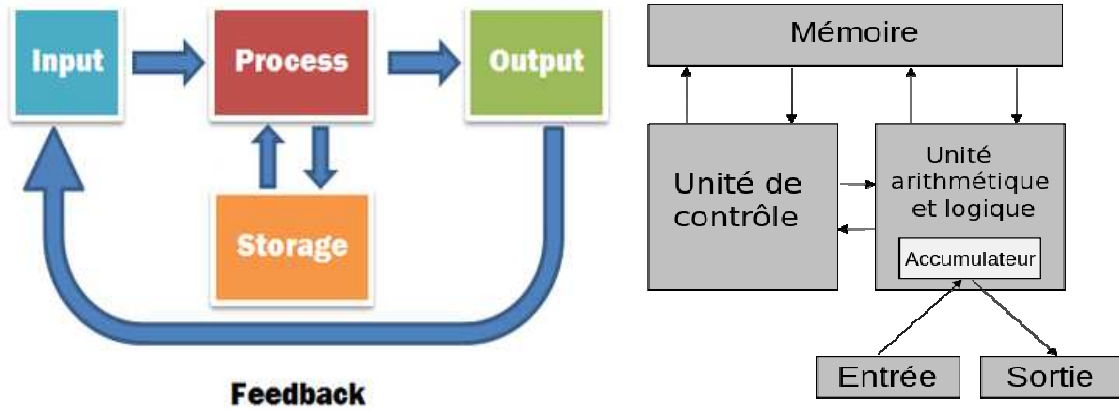 Input
Process
Output
Storage
Feedback
Mémoire
Unité de
contrôle
Unité
arithmétique
et logique
Accumulateur
Entrée
Sortie